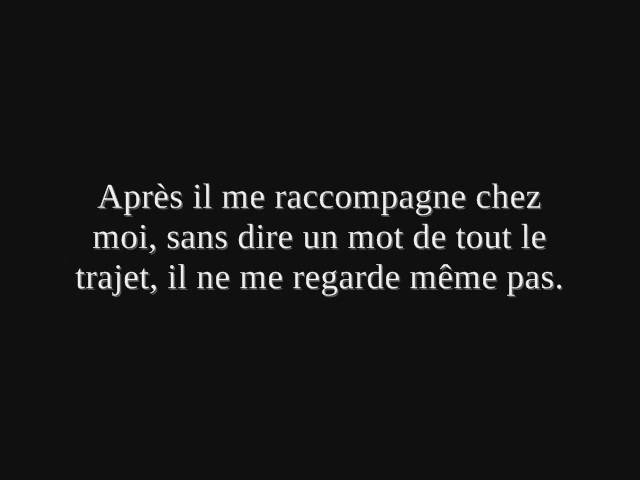 Après il me raccompagne chez
moi, sans dire un mot de tout le
trajet, il ne me regarde même pas.